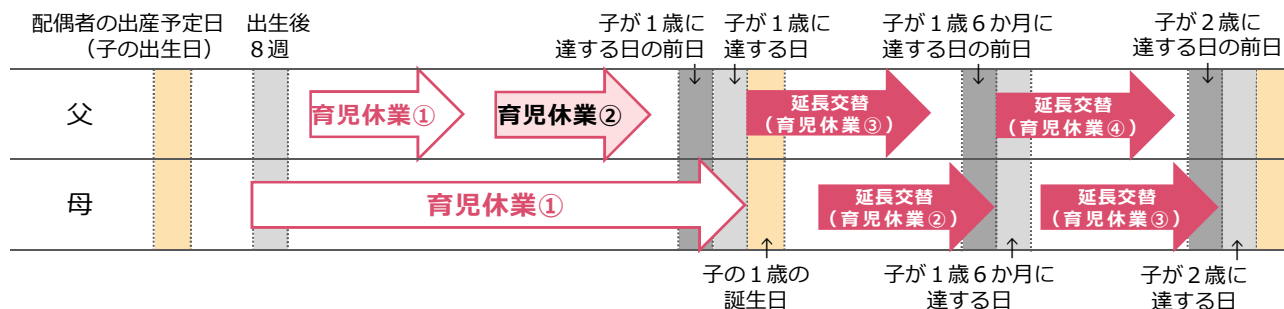 配偶者の出産予定日
（子の出生日）
出生後
８週
子が１歳に
達する日の前日
子が１歳に
達する日
子が１歳６か月に
達する日の前日
子が２歳に
達する日の前日
↓
↓
↓
↓
父
育児休業①
育児休業②
延長交替
（育児休業③）
延長交替
（育児休業④）
母
育児休業①
延長交替
（育児休業②）
延長交替
（育児休業③）
↑
↑
↑
子の１歳の
誕生日
子が１歳６か月に
達する日
子が２歳に
達する日